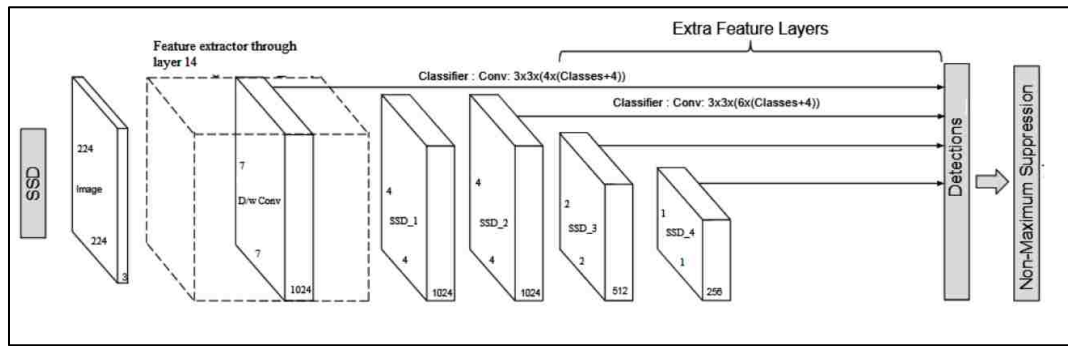 Extra Feature Layers
Feature extractor through
layer 14
Classifier : Conv: 3x3x(4x(Classes+4))
Classifier : Conv: 3x3x(6x(Classes+4))
SSD
224
Image
224
3
7
D/w Conv
7
1024
4
SSD_1
4
1024
4
SSD_2
4
1024
2
SSD_3
2
512
1
SSD_4
1
256
Detections
Non-Maximum Suppression